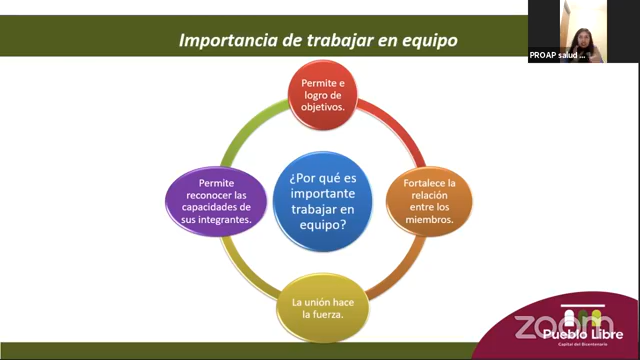 Importancia de trabajar en equipo
PROAP salud ...
Permite e
logro de
objetivos.
Permite
reconocer las
capacidades de
sus integrantes.
¿Por qué es
importante
trabajar en
equipo?
Fortalece la
relación
entre los
miembros.
La unión hace
la fuerza.
zoom
Pueblo Libre
Capital del Bicentenario